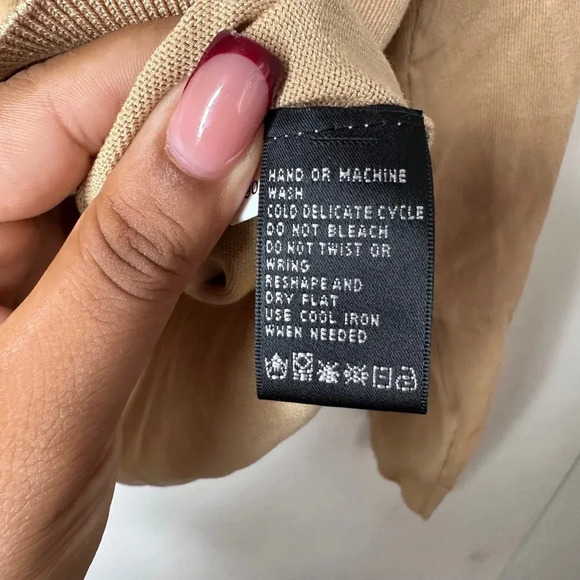 HAND OR MACHINE
WASH
COLD DELICATE CYCLE
DO NOT BLEACH
DO NOT TWIST OR
WRING
RESHAPE AND
DRY FLAT
USE COOL IRON
WHEN NEEDED